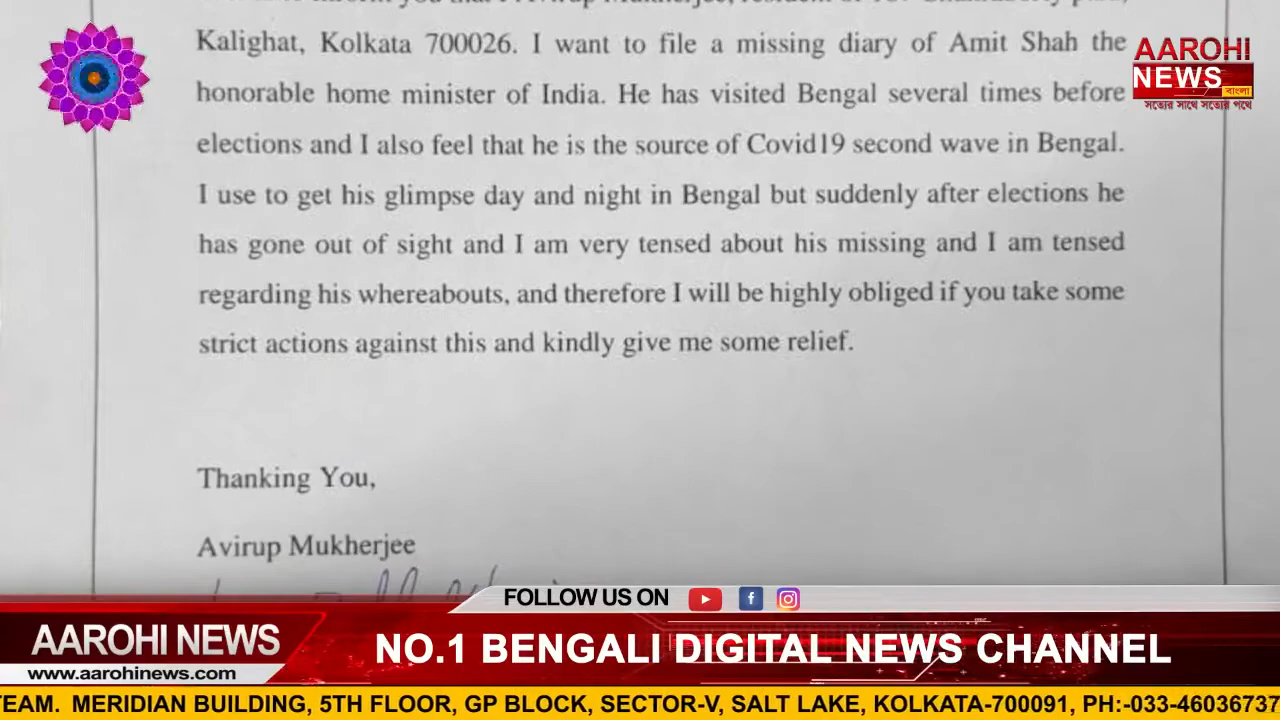 Kalighat, Kolkata 700026. I want to file a missing diary of Amit Shah the
honorable home minister of India. He has visited Bengal several times before
elections and I also feel that he is the source of Covid19 second wave in Bengal.
I use to get his glimpse day and night in Bengal but suddenly after elections he
has gone out of sight and I am very tensed about his missing and I am tensed
regarding his whereabouts, and therefore I will be highly obliged if you take some
strict actions against this and kindly give me some relief.
Thanking You,
Avirup Mukherjee
AAROHI
NEWS
বাংলা
সত্যের সাথে সত্যের পথে
FOLLOW US ON
AAROHI NEWS
www.aarohinews.com
NO.1 BENGALI DIGITAL NEWS CHANNEL
TEAM. MERIDIAN BUILDING, 5TH FLOOR, GP BLOCK, SECTOR-V, SALT LAKE, KOLKATA-700091, PH:-033-46036737